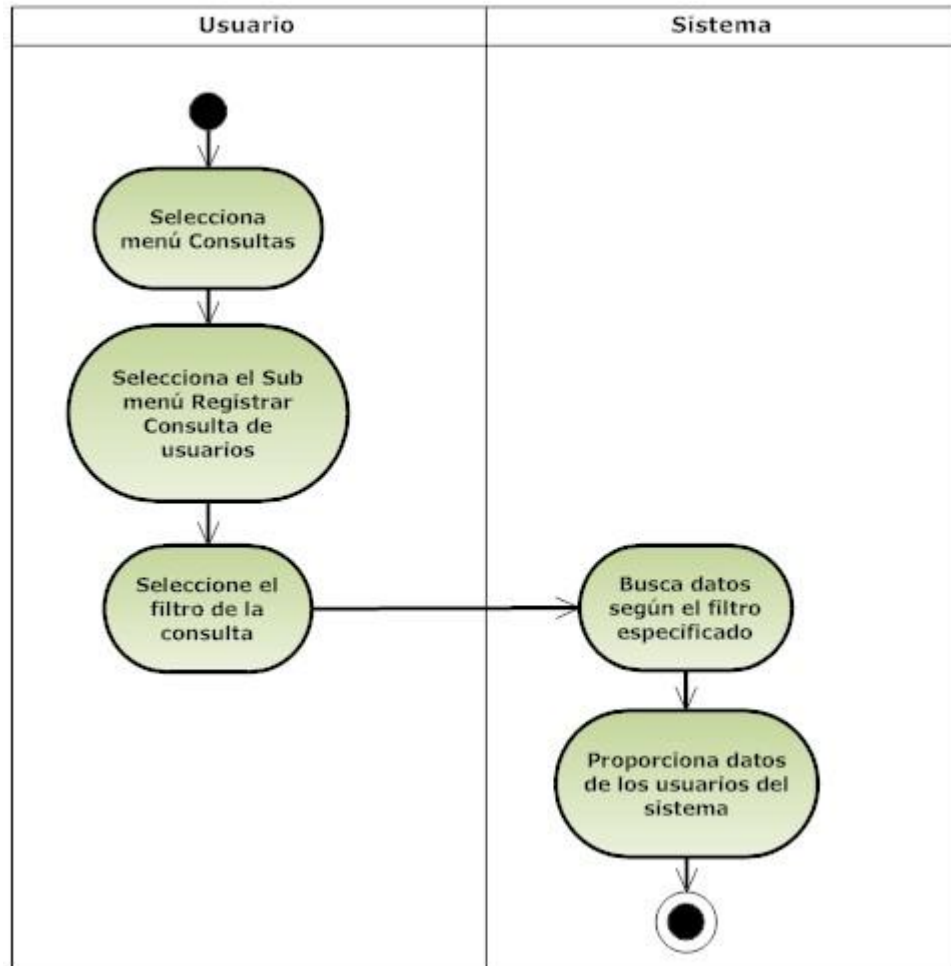 Usuario
Sistema
Selecciona
menú Consultas
Selecciona el Sub
menú Registrar
Consulta de
usuarios
Seleccione el
filtro de la
consulta
Busca datos
según el filtro
especificado
Proporciona datos
de los usuarios del
sistema